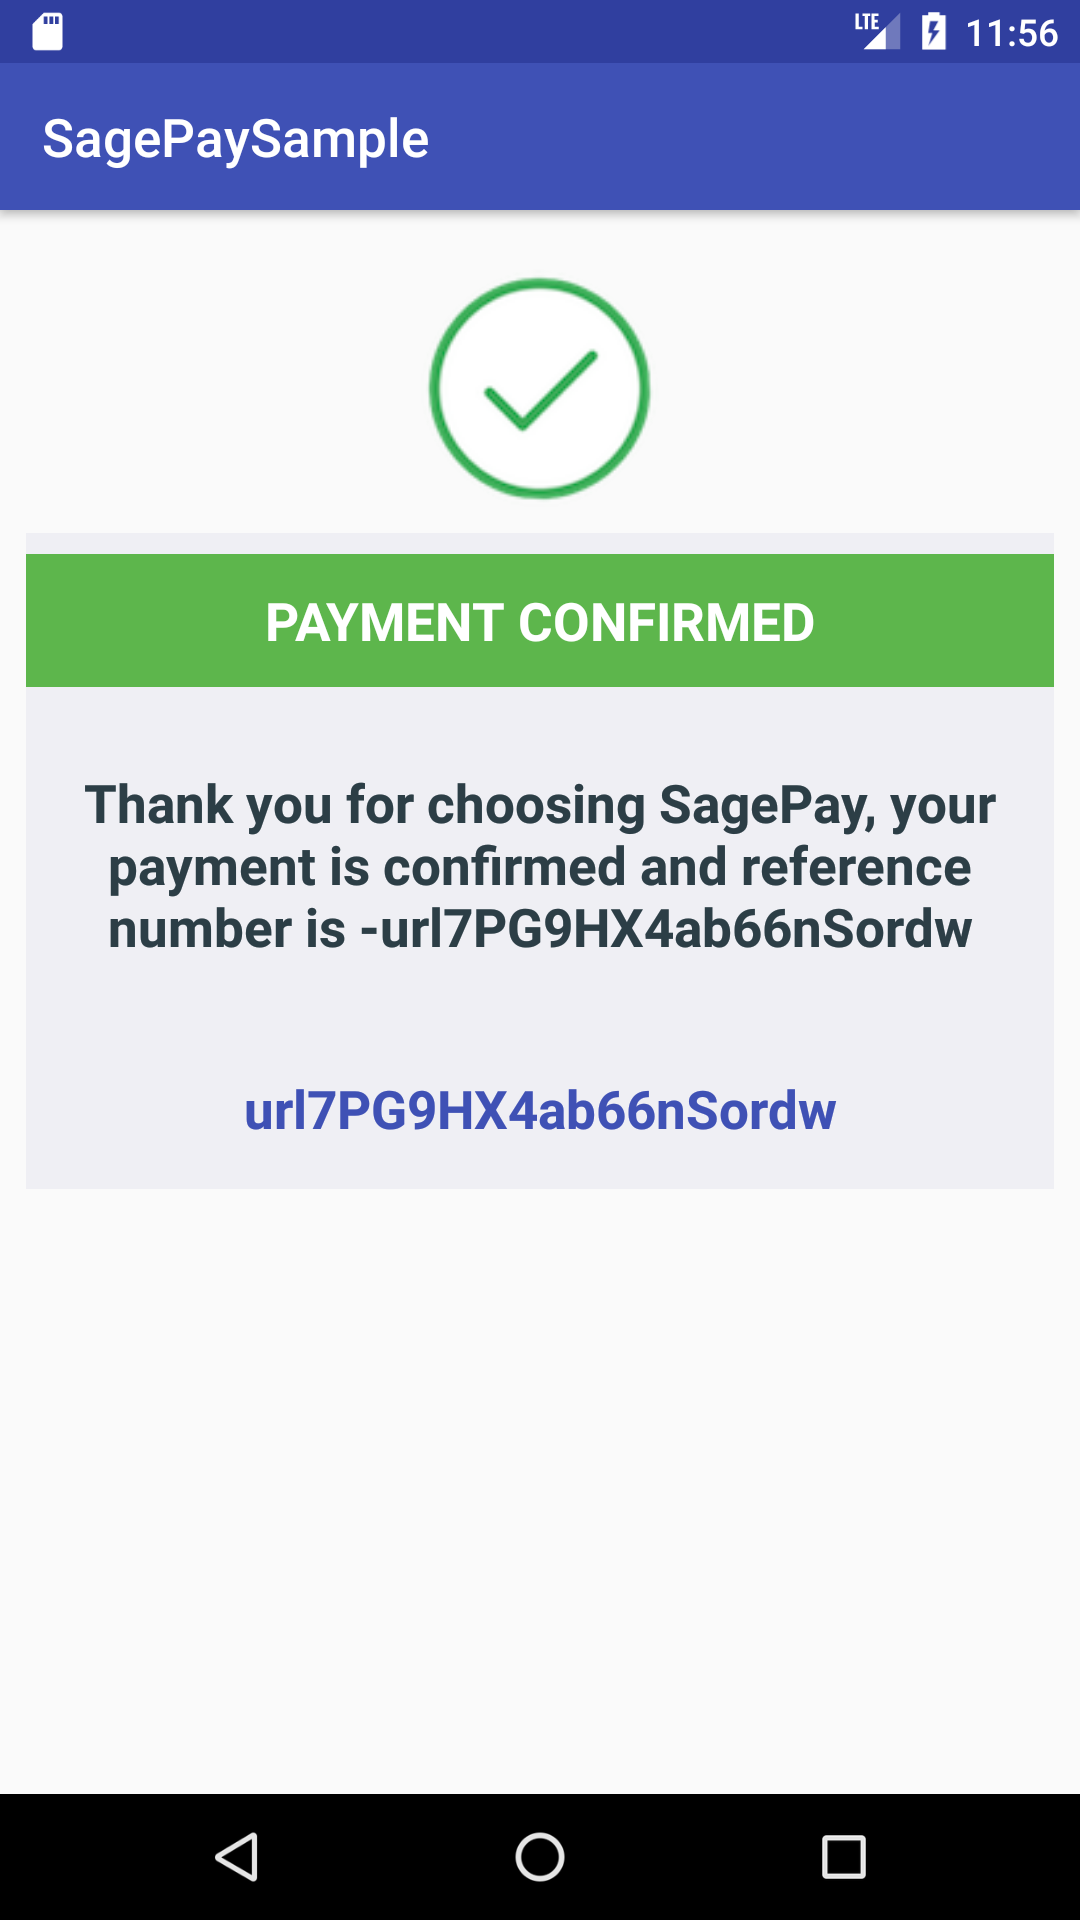 LTE 11:56
SagePaySample
PAYMENT CONFIRMED
Thank you for choosing SagePay, your
payment is confirmed and reference
number is -url7PG9HX4ab66nSordw
url7PG9HX4ab66nSordw